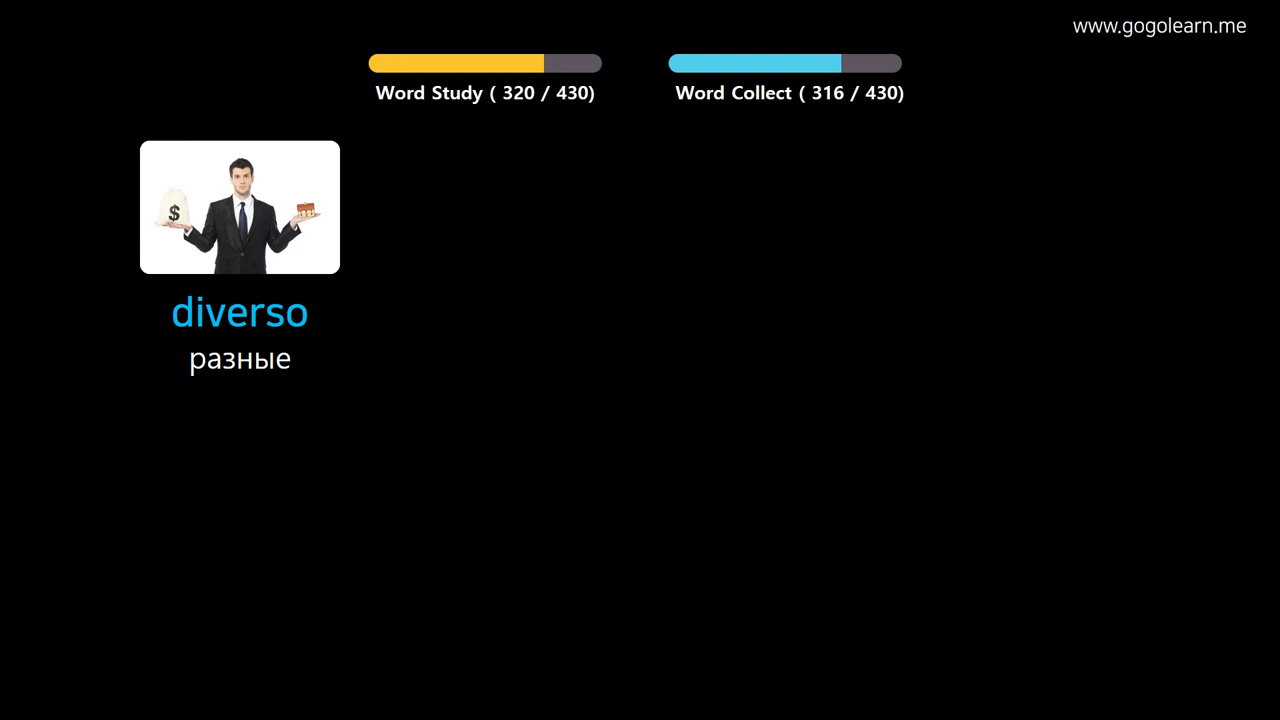 www.gogolearn.me
Word Study ( 320 / 430)
Word Collect ( 316 / 430)
$
diverso
разные